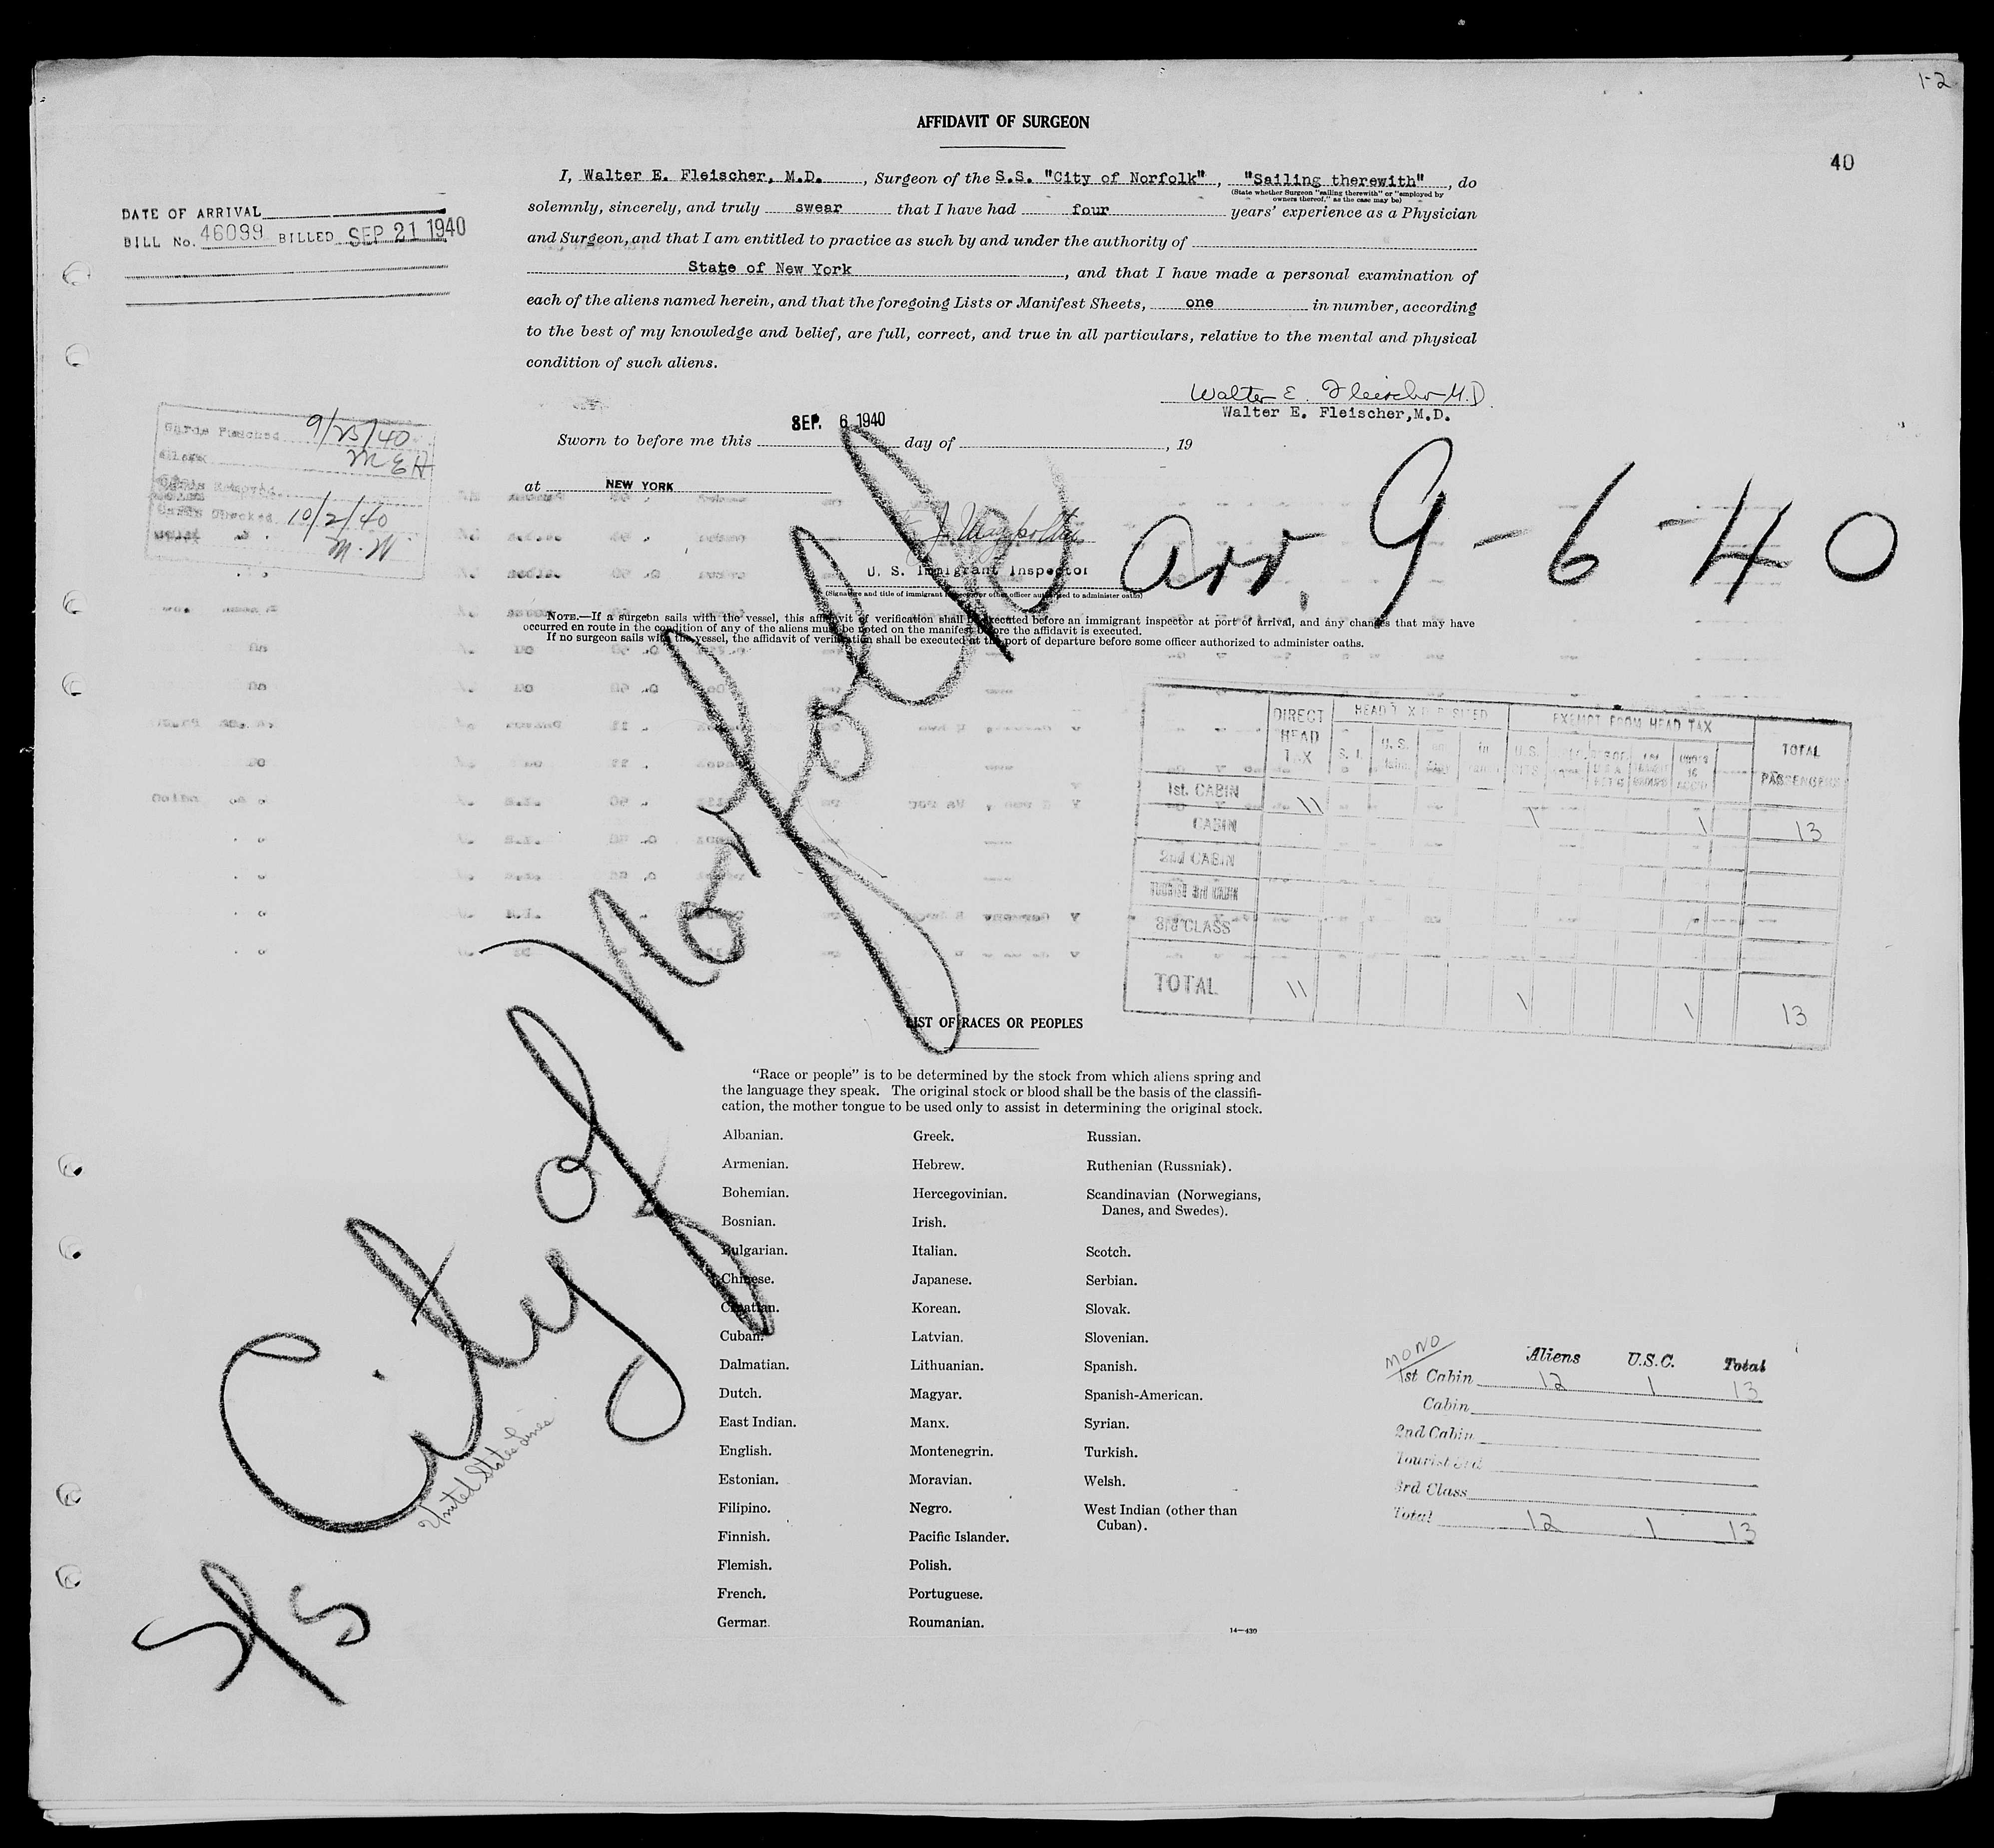 1-2
AFFIDAVIT OF SURGEON
40
I, Walter E. Fleischer, M.D. , Surgeon of the S.S. "City of Norfolk" , "Sailing therewith" , do
(State whether Surgeon "sailing therewith" or "employed by
owners thereof," as the case may be)
solemnly, sincerely, and truly swear that I have had four years' experience as a Physician
and Surgeon, and that I am entitled to practice as such by and under the authority of
State of New York , and that I have made a personal examination of
each of the aliens named herein, and that the foregoing Lists or Manifest Sheets, one in number, according
to the best of my knowledge and belief, are full, correct, and true in all particulars, relative to the mental and physical
condition of such aliens.
DATE OF ARRIVAL
BILL No. 46099 BILLED SEP 21 1940
Walter E. Fleischer M.D.
Walter E. Fleischer, M.D.
SEP. 6 1940
Sworn to before me this day of , 19
at NEW YORK
Cards Punched 9/23/40
M E H
Cards Checked 10/2/40
M. W
U. S. Immigrant Inspector
(Signature and title of immigrant inspector or other officer authorized to administer oaths)
arr. 9-6-40
NOTE.—If a surgeon sails with the vessel, this affidavit of verification shall be executed before an immigrant inspector at port of arrival, and any changes that may have
occurred en route in the condition of any of the aliens must be noted on the manifest before the affidavit is executed.
If no surgeon sails with the vessel, the affidavit of verification shall be executed at the port of departure before some officer authorized to administer oaths.
S/S City of Norfolk
United States Lines
DIRECT HEAD TAX
EXEMPT FROM HEAD TAX
TOTAL PASSENGERS
S. I.
U.S.
1st. CABIN 11 1 1 13
CABIN
2nd CABIN
3rd CLASS
TOTAL 11 1 1 13
LIST OF RACES OR PEOPLES
"Race or people" is to be determined by the stock from which aliens spring and
the language they speak. The original stock or blood shall be the basis of the classifi-
cation, the mother tongue to be used only to assist in determining the original stock.
Albanian.
Armenian.
Bohemian.
Bosnian.
Bulgarian.
Chinese.
Croatian.
Cuban.
Dalmatian.
Dutch.
East Indian.
English.
Estonian.
Filipino.
Finnish.
Flemish.
French.
German.
Greek.
Hebrew.
Hercegovinian.
Irish.
Italian.
Japanese.
Korean.
Latvian.
Lithuanian.
Magyar.
Manx.
Montenegrin.
Moravian.
Negro.
Pacific Islander.
Polish.
Portuguese.
Roumanian.
Russian.
Ruthenian (Russniak).
Scandinavian (Norwegians,
Danes, and Swedes).
Scotch.
Serbian.
Slovak.
Slovenian.
Spanish.
Spanish-American.
Syrian.
Turkish.
Welsh.
West Indian (other than
Cuban).
14—430
MONO
Aliens U.S.C. Total
1st Cabin 12 1 13
Cabin
2nd Cabin
Tourist 3rd
3rd Class
Total 12 1 13